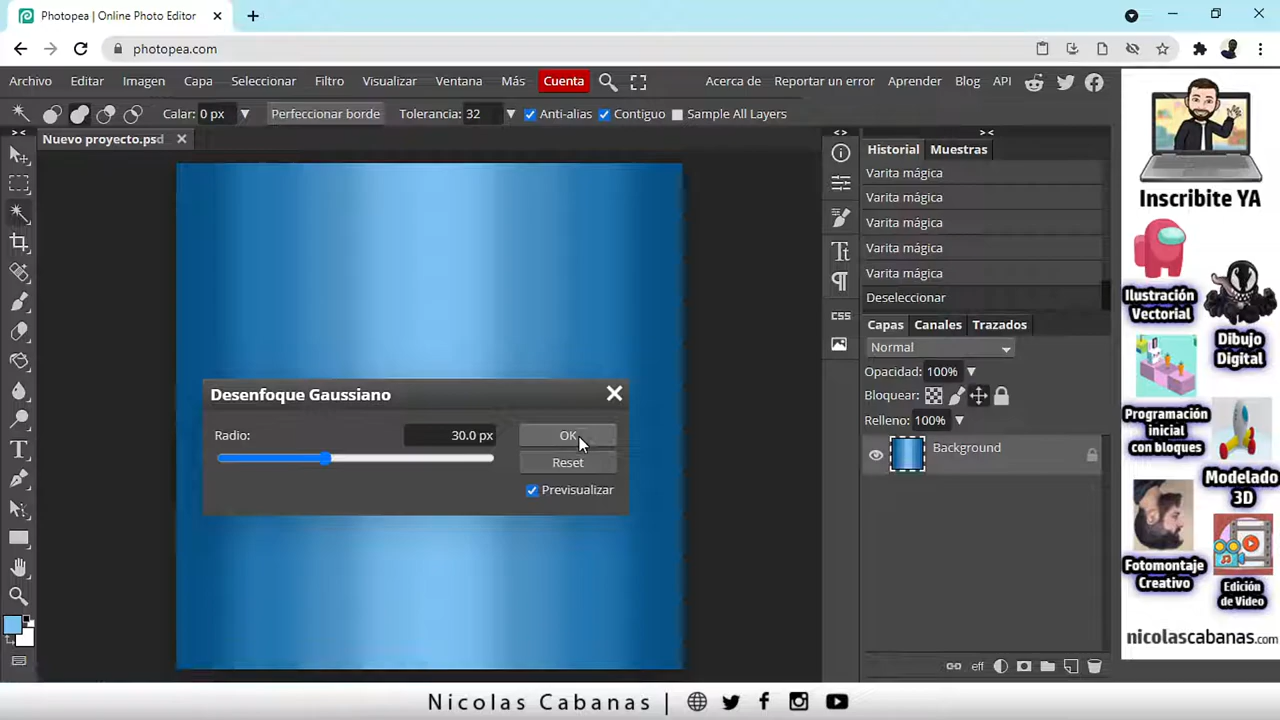 Photopea | Online Photo Editor
photopea.com
Archivo Editar Imagen Capa Seleccionar Filtro Visualizar Ventana Más Cuenta Acerca de Reportar un error Aprender Blog API
Calar: 0 px Perfeccionar borde Tolerancia: 32 Anti-alias Contiguo Sample All Layers
Nuevo proyecto.psd
Historial Muestras
Varita mágica
Varita mágica
Varita mágica
Varita mágica
Varita mágica
Deseleccionar
CSS
Capas Canales Trazados
Normal
Opacidad: 100%
Bloquear:
Relleno: 100%
Background
eff
Desenfoque Gaussiano
Radio: 30.0 px OK
Reset
Previsualizar
Inscribite YA
Ilustración
Vectorial
Dibujo
Digital
Programación
inicial
con bloques
Modelado
3D
Fotomontaje
Creativo
Edición
de Video
nicolascabanas.com
Nicolas Cabanas |